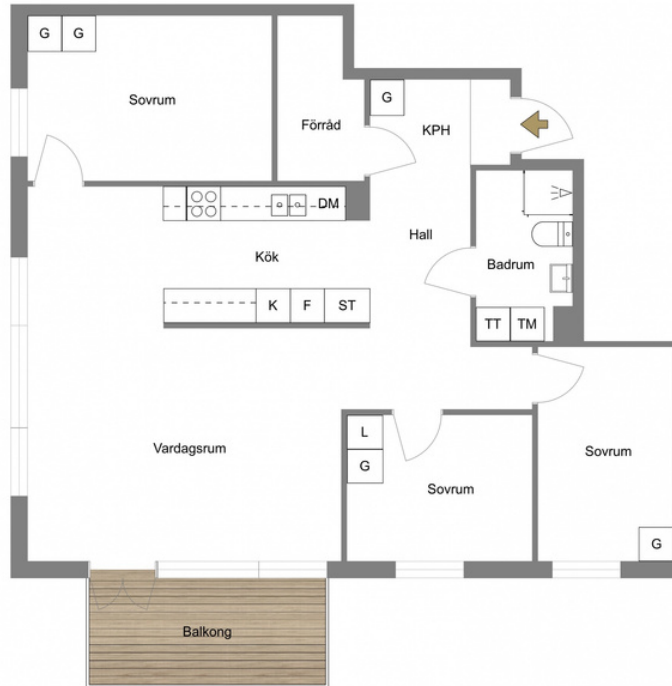 G G
Sovrum
Förråd
G
KPH
DM
Hall
Kök
Badrum
K F ST
TT TM
Vardagsrum
L
G
Sovrum
Sovrum
G
Balkong